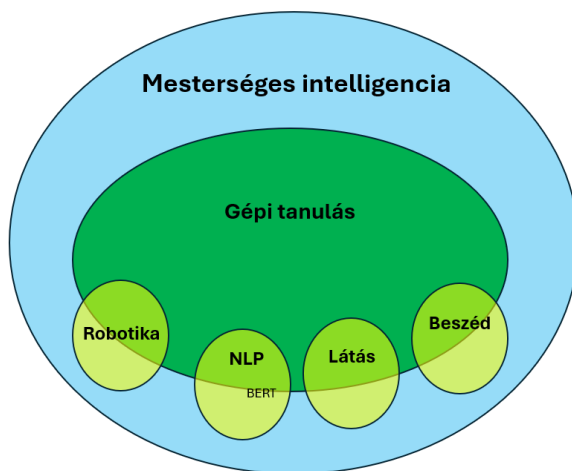 Mesterséges intelligencia
Gépi tanulás
Robotika
NLP
BERT
Látás
Beszéd